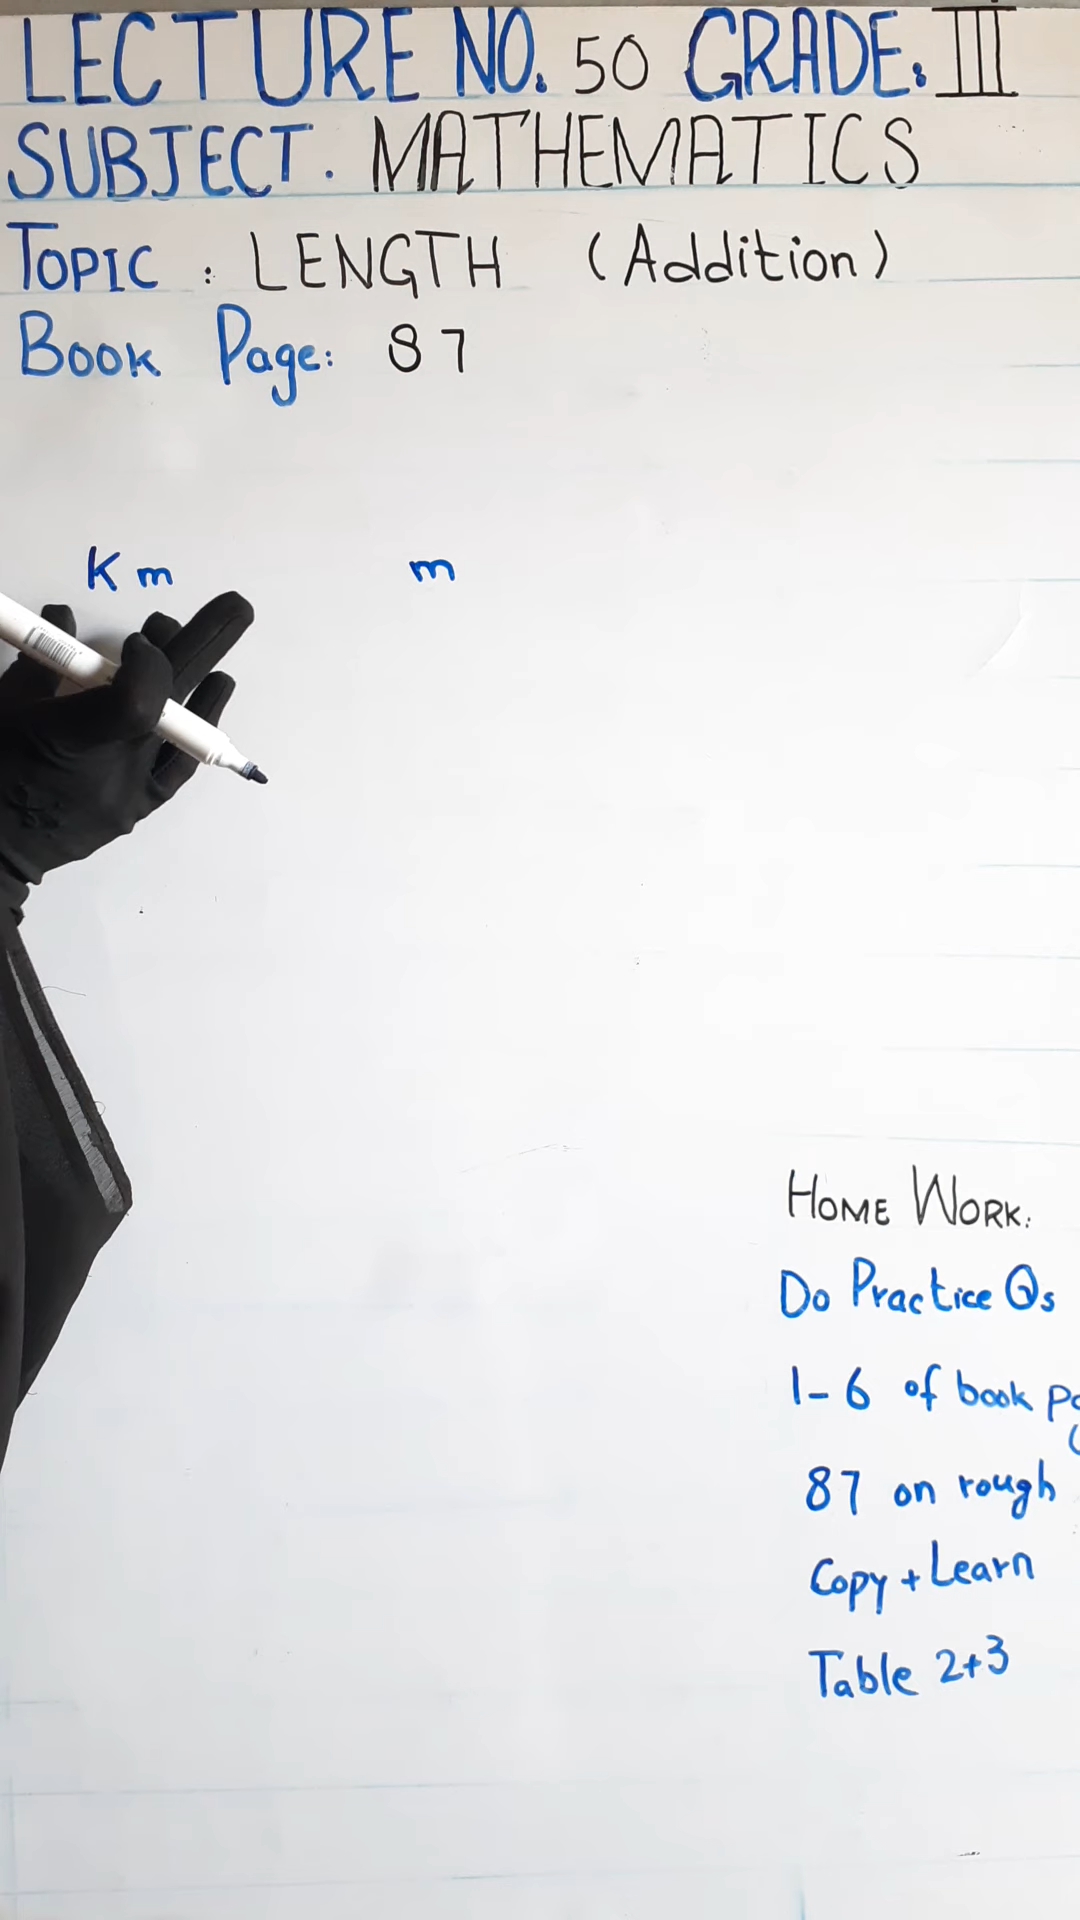 LECTURE NO. 50 GRADE: III
SUBJECT. MATHEMATICS
TOPIC : LENGTH (Addition)
BOOK Page: 87
Km m
HOME WORK:
Do Practice Qs
1-6 of book
87 on rough
Copy + Learn
Table 2+3